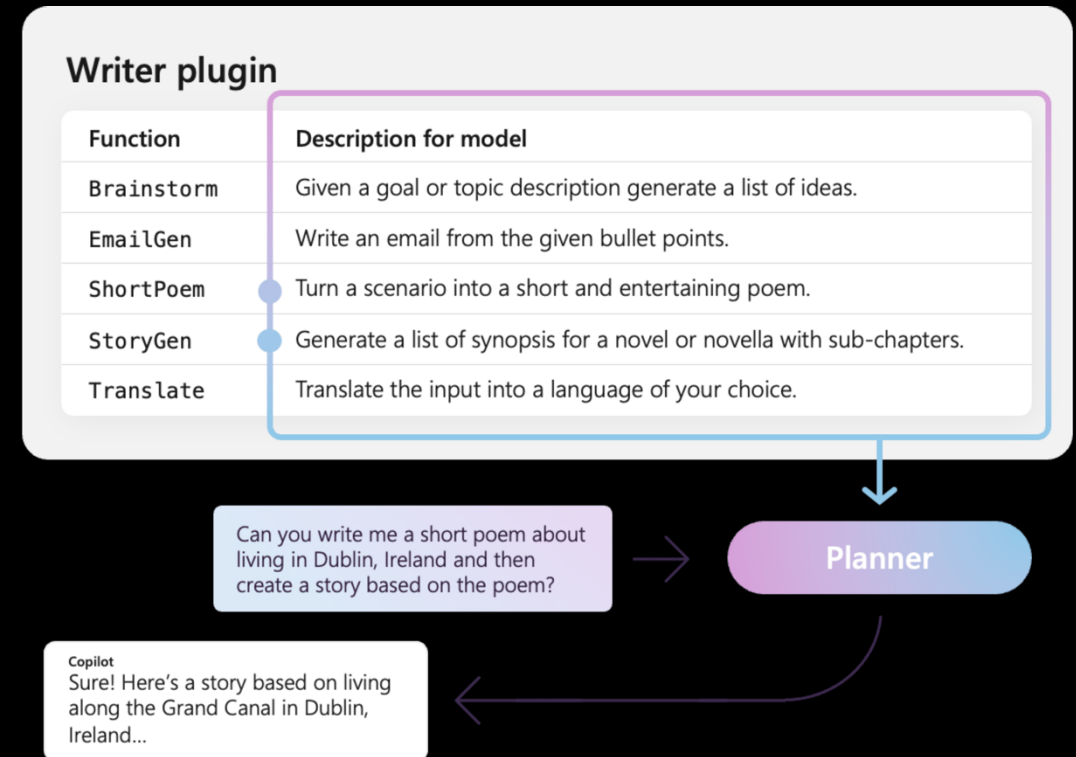 Writer plugin
Function Description for model
Brainstorm Given a goal or topic description generate a list of ideas.
EmailGen Write an email from the given bullet points.
ShortPoem Turn a scenario into a short and entertaining poem.
StoryGen Generate a list of synopsis for a novel or novella with sub-chapters.
Translate Translate the input into a language of your choice.
Can you write me a short poem about
living in Dublin, Ireland and then
create a story based on the poem?
Planner
Copilot
Sure! Here's a story based on living
along the Grand Canal in Dublin,
Ireland...